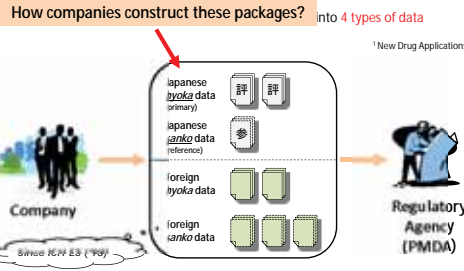 How companies construct these packages?
into 4 types of data
1 New Drug Applications
Japanese
hyoka data
(primary)
評 評
Japanese
sanko data
(reference)
参
foreign
hyoka data
foreign
sanko data
Company
Since ICH E5 ('98)
Regulatory
Agency
(PMDA)